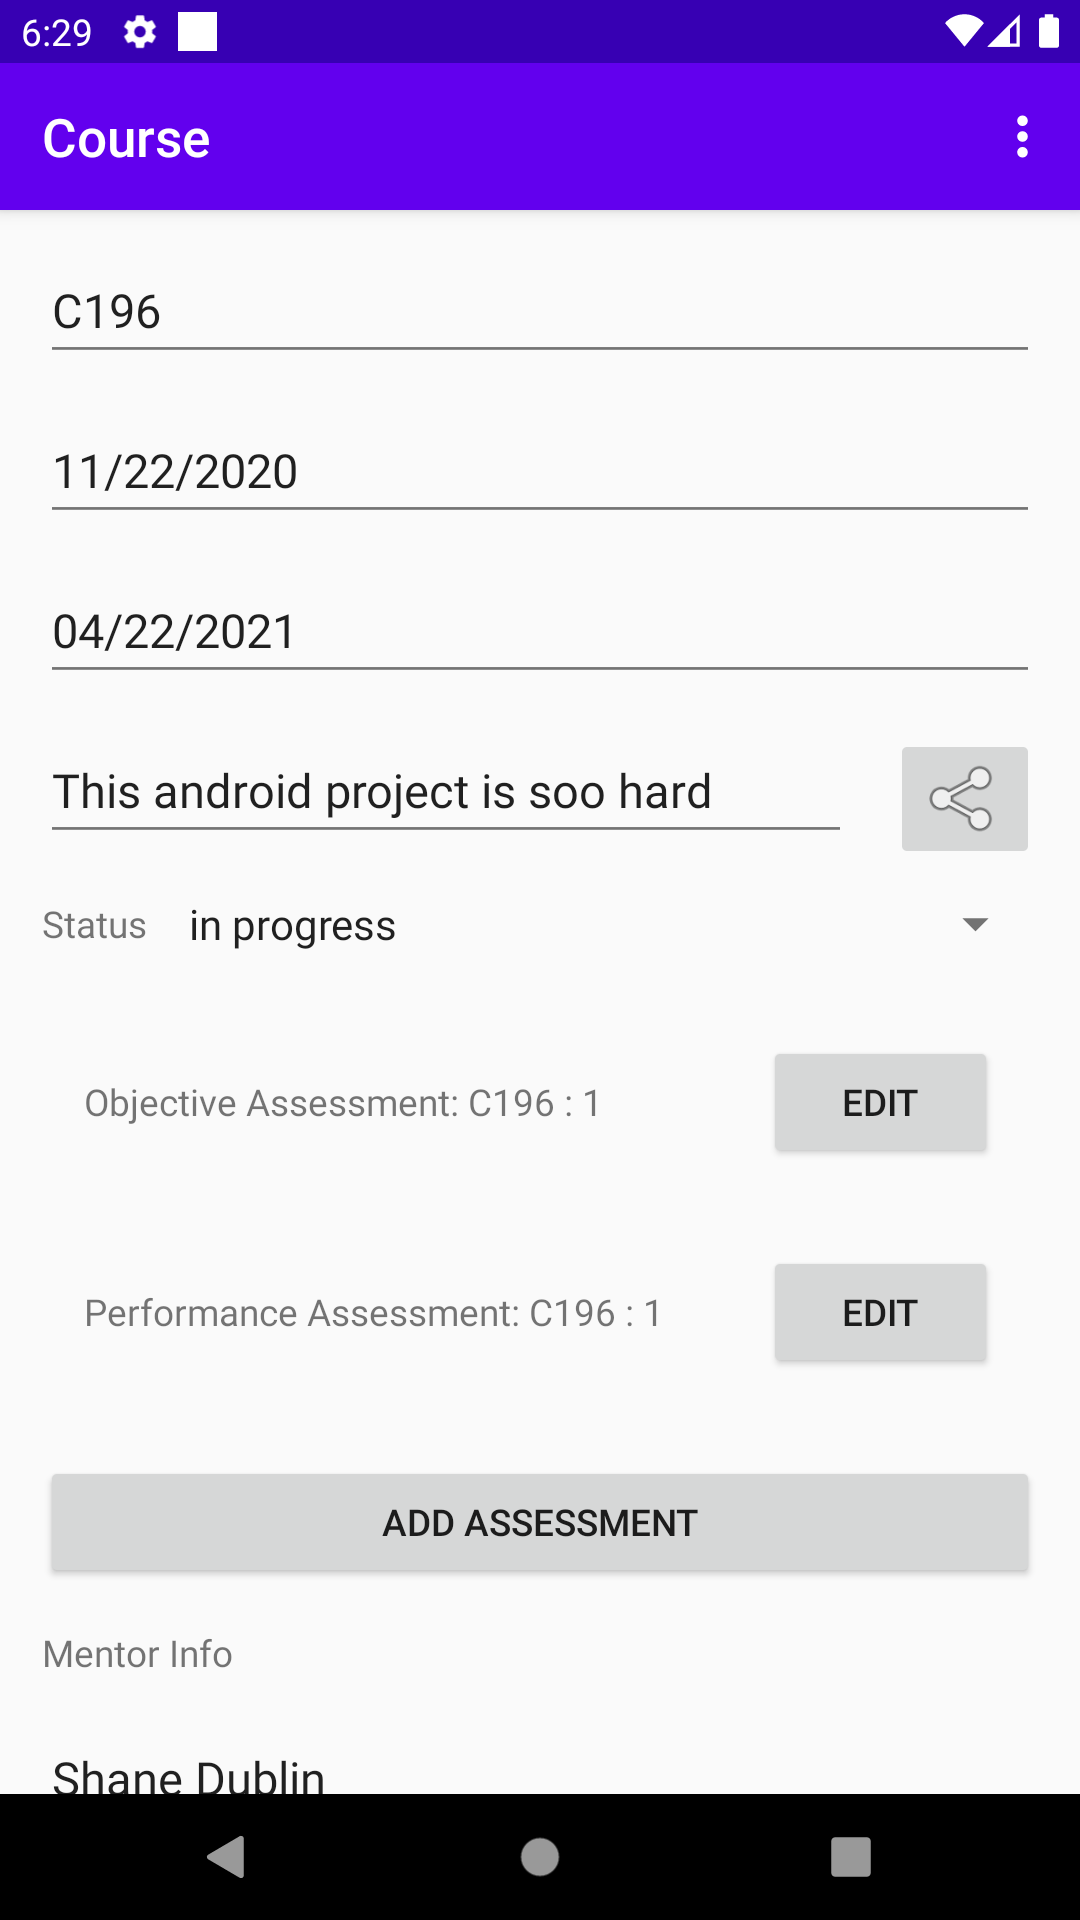 6:29
Course
C196
11/22/2020
04/22/2021
This android project is soo hard
Status in progress
Objective Assessment: C196 : 1 EDIT
Performance Assessment: C196 : 1 EDIT
ADD ASSESSMENT
Mentor Info
Shane Dublin